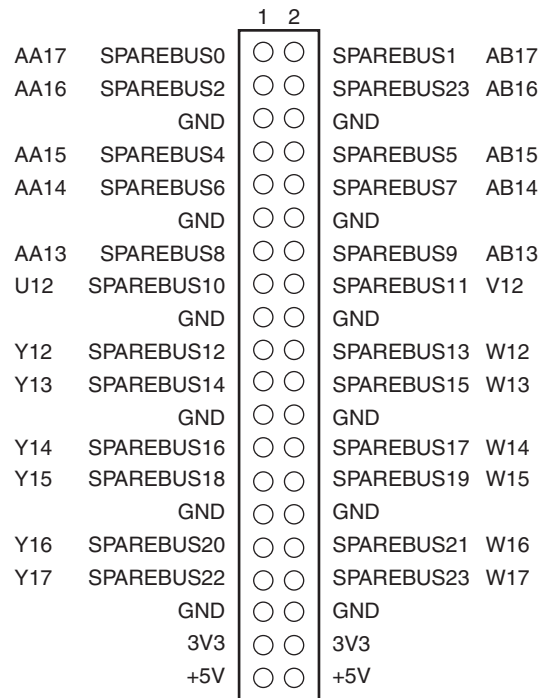 1 2
AA17 SPAREBUS0 SPAREBUS1 AB17
AA16 SPAREBUS2 SPAREBUS23 AB16
GND GND
AA15 SPAREBUS4 SPAREBUS5 AB15
AA14 SPAREBUS6 SPAREBUS7 AB14
GND GND
AA13 SPAREBUS8 SPAREBUS9 AB13
U12 SPAREBUS10 SPAREBUS11 V12
GND GND
Y12 SPAREBUS12 SPAREBUS13 W12
Y13 SPAREBUS14 SPAREBUS15 W13
GND GND
Y14 SPAREBUS16 SPAREBUS17 W14
Y15 SPAREBUS18 SPAREBUS19 W15
GND GND
Y16 SPAREBUS20 SPAREBUS21 W16
Y17 SPAREBUS22 SPAREBUS23 W17
GND GND
3V3 3V3
+5V +5V